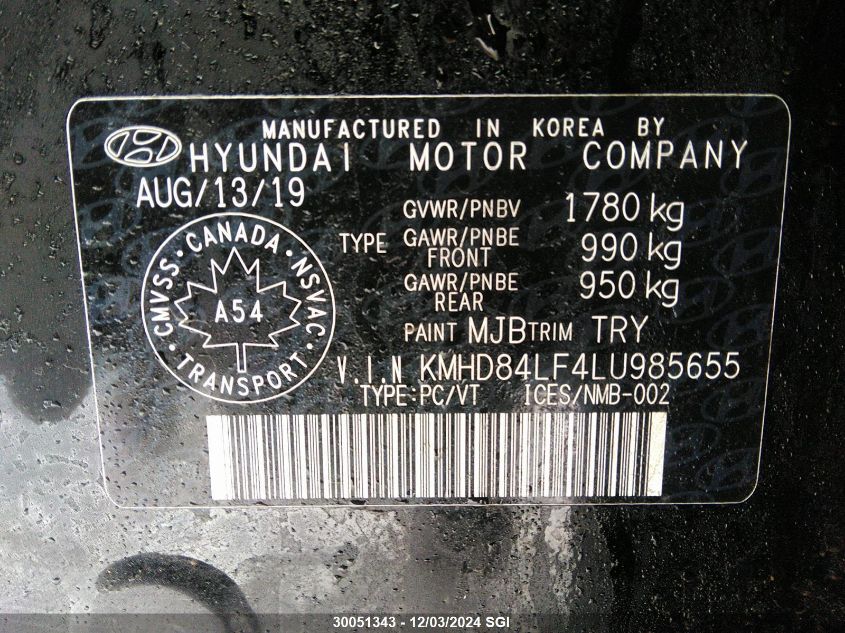 MANUFACTURED IN KOREA BY
HYUNDAI MOTOR COMPANY
AUG/13/19
GVWR/PNBV 1780 kg
TYPE GAWR/PNBE FRONT 990 kg
GAWR/PNBE REAR 950 kg
CMVSS · CANADA · NSVAC · TRANSPORT ·
A54
PAINT MJB TRIM TRY
V.I.N KMHD84LF4LU985655
TYPE:PC/VT ICES/NMB-002
30051343 - 12/03/2024 SGI